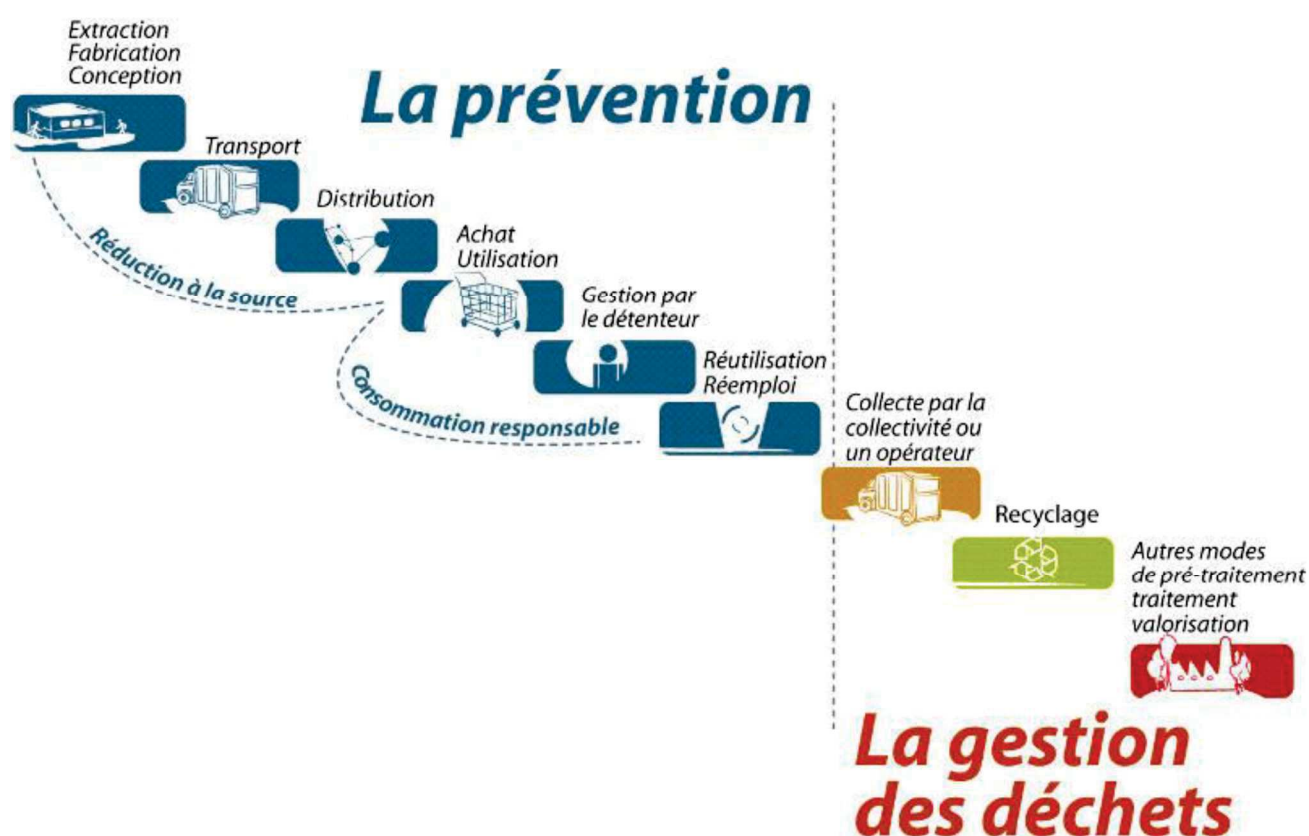 Extraction
Fabrication
Conception
La prévention
Transport
Distribution
Réduction à la source
Achat
Utilisation
Gestion par
le détenteur
Consommation responsable
Réutilisation
Réemploi
Collecte par la
collectivité ou
un opérateur
Recyclage
Autres modes
de pré-traitement
traitement
valorisation
La gestion
des déchets